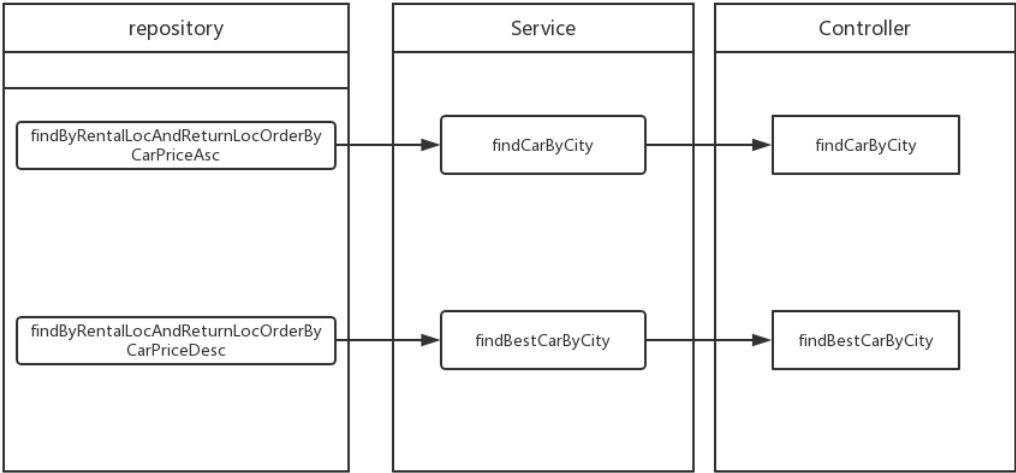 repository
Service
Controller
findByRentalLocAndReturnLocOrderBy
CarPriceAsc
findCarByCity
findCarByCity
findByRentalLocAndReturnLocOrderBy
CarPriceDesc
findBestCarByCity
findBestCarByCity